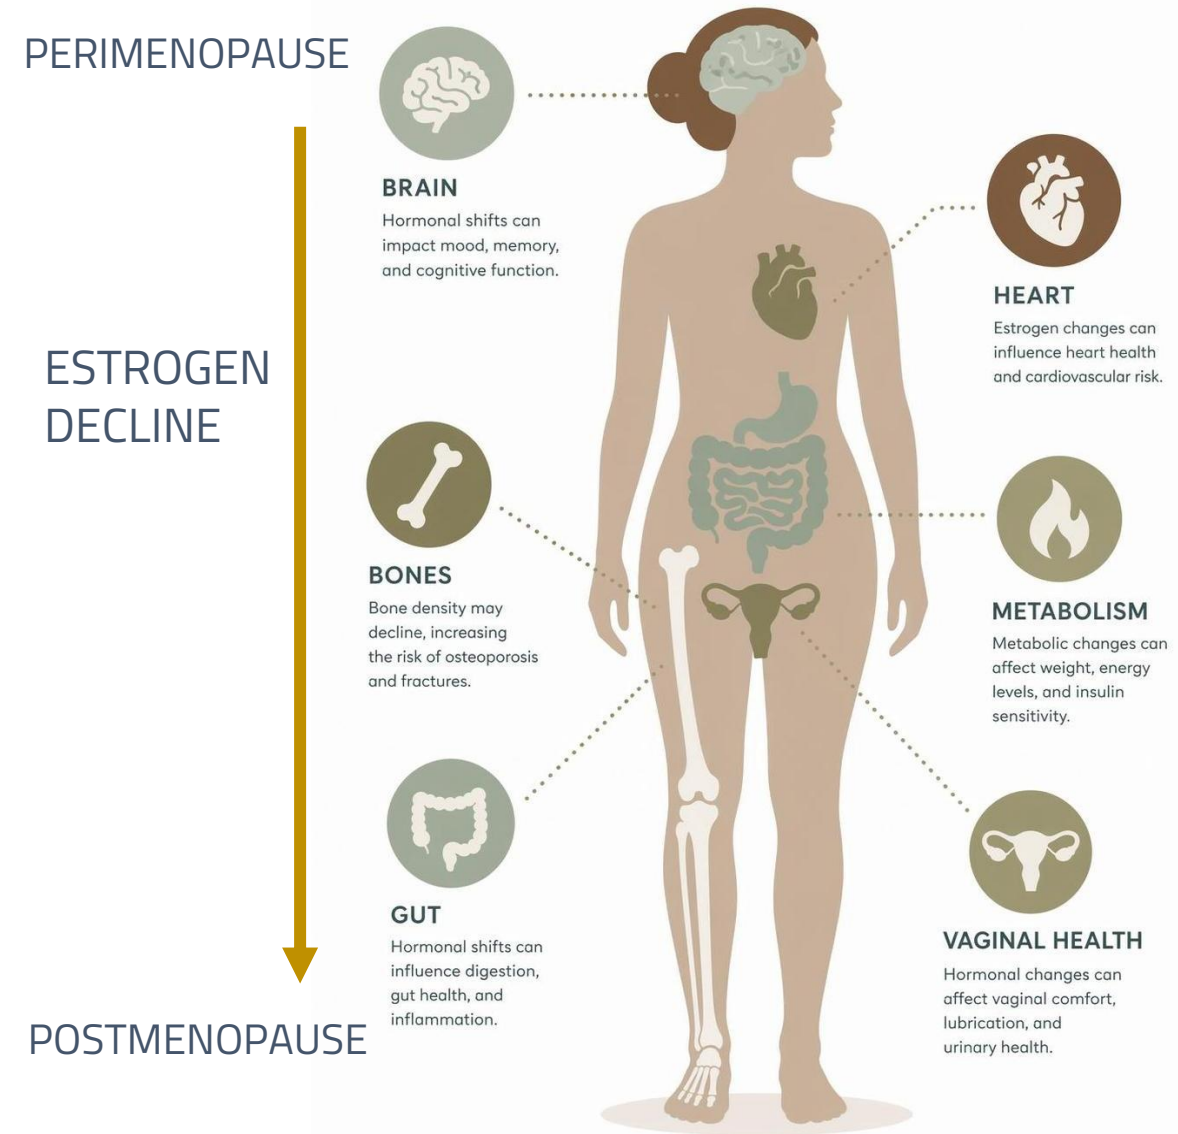 PERIMENOPAUSE
BRAIN
Hormonal shifts can
impact mood, memory,
and cognitive function.
HEART
Estrogen changes can
influence heart health
and cardiovascular risk.
ESTROGEN
DECLINE
BONES
Bone density may
decline, increasing
the risk of osteoporosis
and fractures.
METABOLISM
Metabolic changes can
affect weight, energy
levels, and insulin
sensitivity.
GUT
Hormonal shifts can
influence digestion,
gut health, and
inflammation.
VAGINAL HEALTH
Hormonal changes can
affect vaginal comfort,
lubrication, and
urinary health.
POSTMENOPAUSE